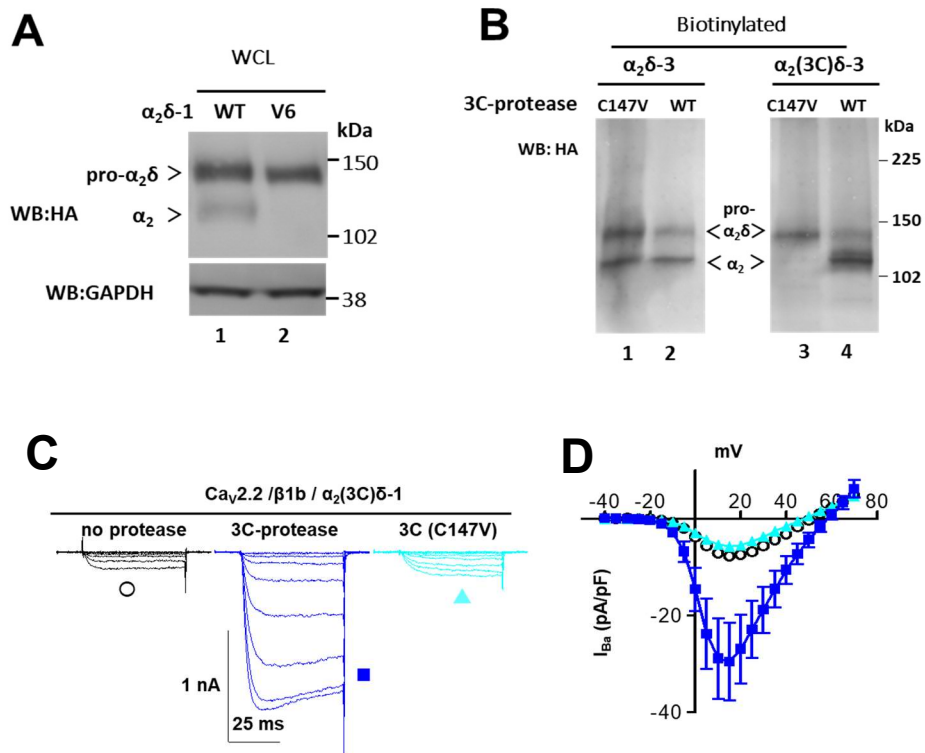 A
WCL
α₂δ-1 WT V6
kDa
pro-α₂δ > 150
WB:HA α₂ >
102
WB:GAPDH
38
1 2
B
Biotinylated
α₂δ-3 α₂(3C)δ-3
3C-protease C147V WT C147V WT
kDa
WB: HA
225
pro-
< α₂δ > 150
< α₂ >
102
1 2 3 4
C
CaV2.2 /β1b / α₂(3C)δ-1
no protease 3C-protease 3C (C147V)
1 nA
25 ms
D
mV
-40 -20 20 40 60 80
-20
-40
IBa (pA/pF)